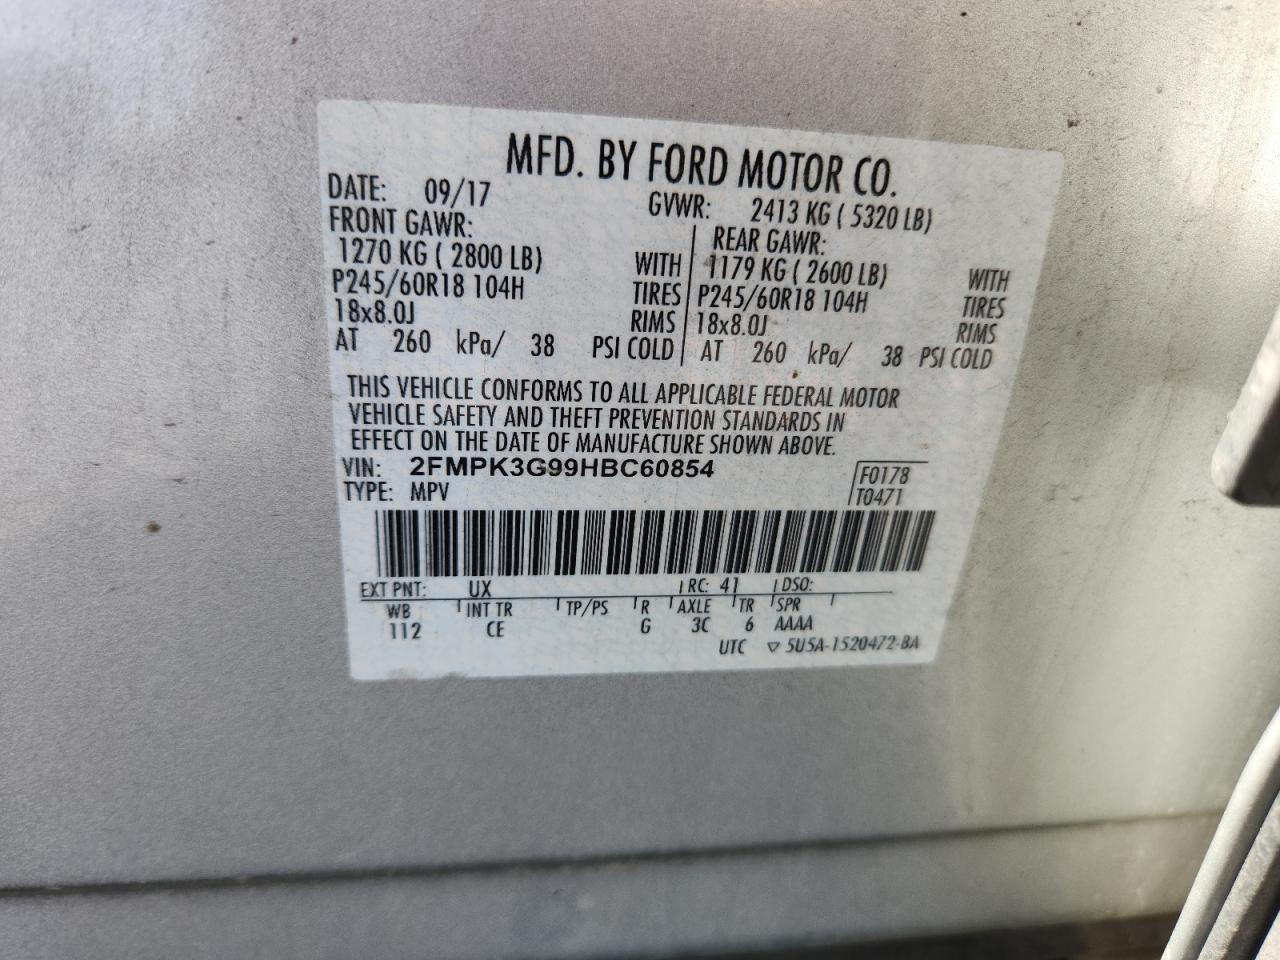 MFD. BY FORD MOTOR CO.
DATE: 09/17 GVWR: 2413 KG ( 5320 LB)
FRONT GAWR: REAR GAWR:
1270 KG ( 2800 LB) WITH 1179 KG ( 2600 LB) WITH
P245/60R18 104H TIRES P245/60R18 104H TIRES
18x8.0J RIMS 18x8.0J RIMS
AT 260 kPa/ 38 PSI COLD AT 260 kPa/ 38 PSI COLD
THIS VEHICLE CONFORMS TO ALL APPLICABLE FEDERAL MOTOR
VEHICLE SAFETY AND THEFT PREVENTION STANDARDS IN
EFFECT ON THE DATE OF MANUFACTURE SHOWN ABOVE.
VIN: 2FMPK3G99HBC60854 F0178
TYPE: MPV T0471
EXT PNT: UX RC: 41 DSO:
WB INT TR TP/PS R AXLE TR SPR
112 CE G 3C 6 AAAA
UTC ▽ 5U5A-1520472-BA